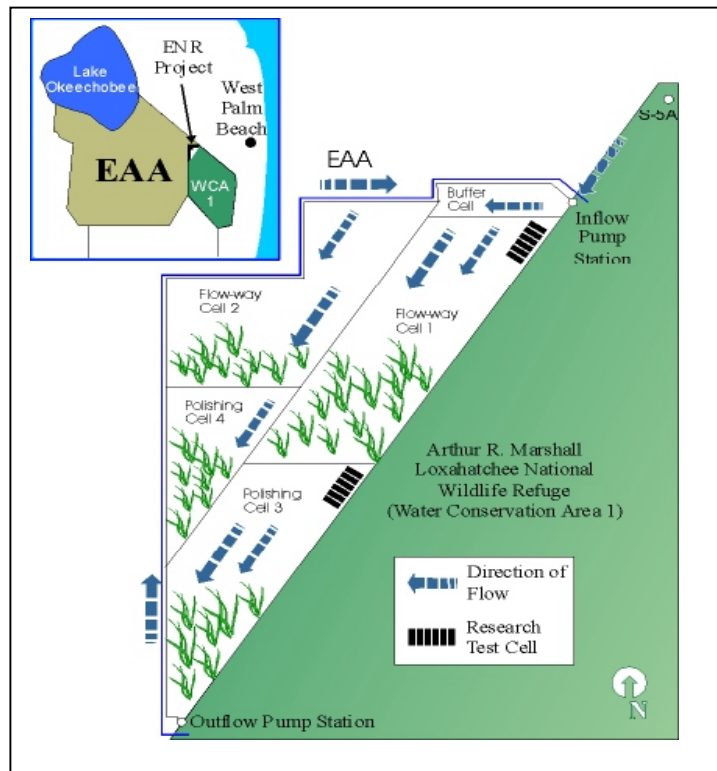 ENR
Project
Lake
Okeechobee
West
Palm
Beach
EAA
WCA
1
S-5A
EAA
Buffer
Cell
Inflow
Pump
Station
Flow-way
Cell 2
Flow-way
Cell 1
Polishing
Cell 4
Polishing
Cell 3
Arthur R. Marshall
Loxahatchee National
Wildlife Refuge
(Water Conservation Area 1)
Direction of
Flow
Research
Test Cell
Outflow Pump Station
N